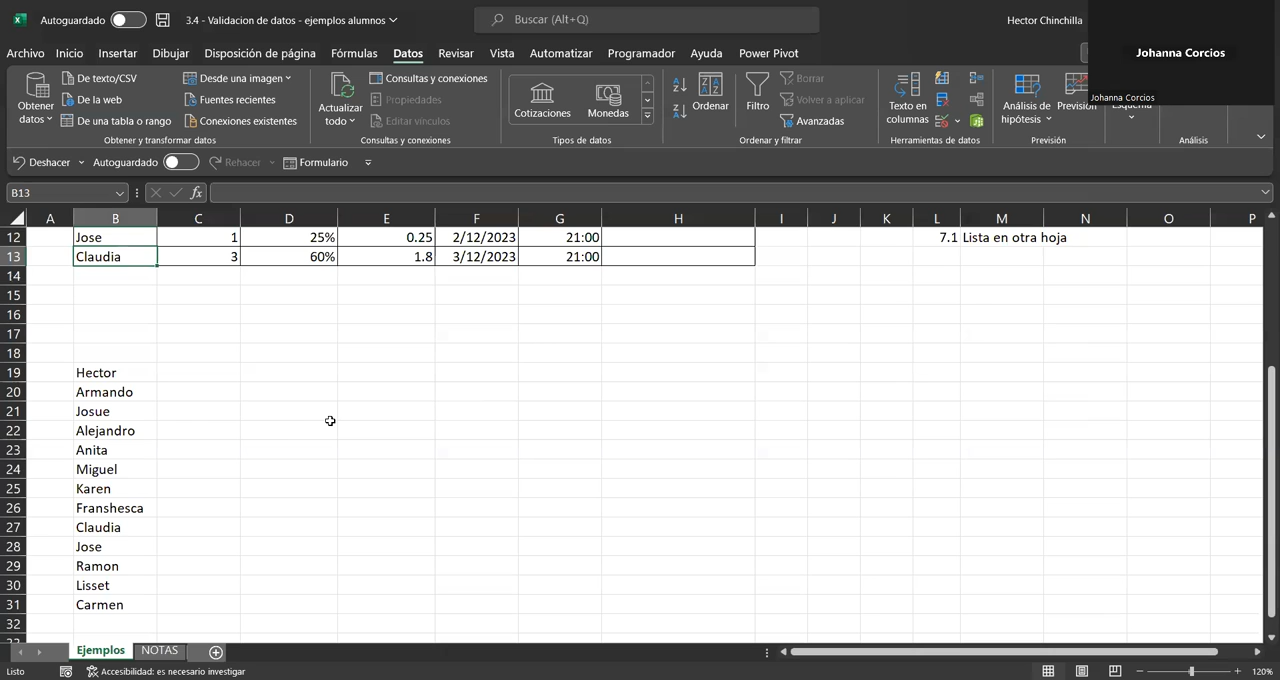 Autoguardado 3.4 - Validacion de datos - ejemplos alumnos Buscar (Alt+Q) Hector Chinchilla Johanna Corcios
Archivo Inicio Insertar Dibujar Disposición de página Fórmulas Datos Revisar Vista Automatizar Programador Ayuda Power Pivot
Johanna Corcios
Obtener datos De texto/CSV Desde una imagen Actualizar todo Consultas y conexiones Cotizaciones Monedas Ordenar Filtro Borrar Texto en columnas Análisis de hipótesis Previsión
De la web Fuentes recientes Propiedades Volver a aplicar
De una tabla o rango Conexiones existentes Editar vínculos Avanzadas
Obtener y transformar datos Consultas y conexiones Tipos de datos Ordenar y filtrar Herramientas de datos Previsión Análisis
Deshacer Autoguardado Rehacer Formulario
B13 fx
A B C D E F G H I J K L M N O P
12 Jose 1 25% 0.25 2/12/2023 21:00 7.1 Lista en otra hoja
13 Claudia 3 60% 1.8 3/12/2023 21:00
14
15
16
17
18
19 Hector
20 Armando
21 Josue
22 Alejandro
23 Anita
24 Miguel
25 Karen
26 Franshesca
27 Claudia
28 Jose
29 Ramon
30 Lisset
31 Carmen
32
Ejemplos NOTAS
Listo Accesibilidad: es necesario investigar 120%